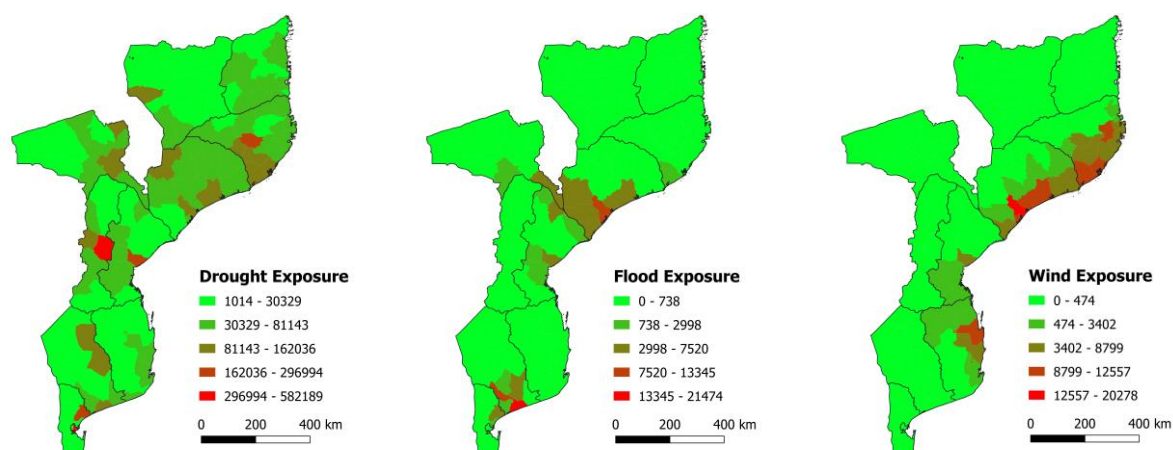 Drought Exposure
1014 - 30329
30329 - 81143
81143 - 162036
162036 - 296994
296994 - 582189
0 200 400 km
Flood Exposure
0 - 738
738 - 2998
2998 - 7520
7520 - 13345
13345 - 21474
0 200 400 km
Wind Exposure
0 - 474
474 - 3402
3402 - 8799
8799 - 12557
12557 - 20278
0 200 400 km